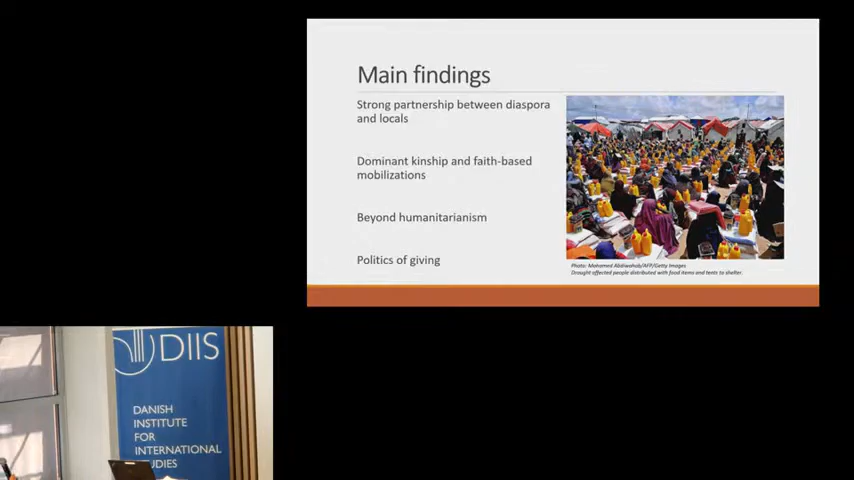 Main findings
Strong partnership between diaspora
and locals
Dominant kinship and faith-based
mobilizations
Beyond humanitarianism
Politics of giving
Photo: Mohamed Abdiwahab/AFP/Getty Images
Drought affected people distributed with food items and tents to shelter.
DIIS
DANISH
INSTITUTE
FOR
INTERNATIONAL
STUDIES